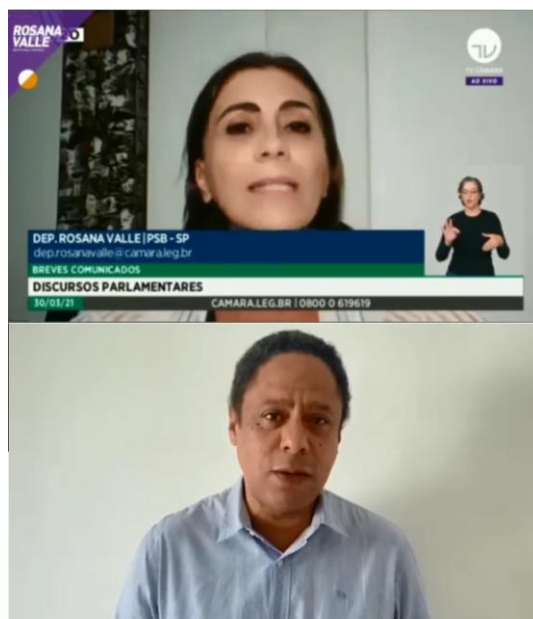 ROSANA
VALLE
TV CÂMARA
AO VIVO
DEP. ROSANA VALLE | PSB - SP
dep.rosanavalle@camara.leg.br
BREVES COMUNICADOS
DISCURSOS PARLAMENTARES
30/03/21 CAMARA.LEG.BR | 0800 0 619619